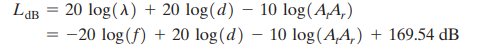 L_dB = 20 log(λ) + 20 log(d) − 10 log(A_tA_r)
= −20 log(f) + 20 log(d) − 10 log(A_tA_r) + 169.54 dB